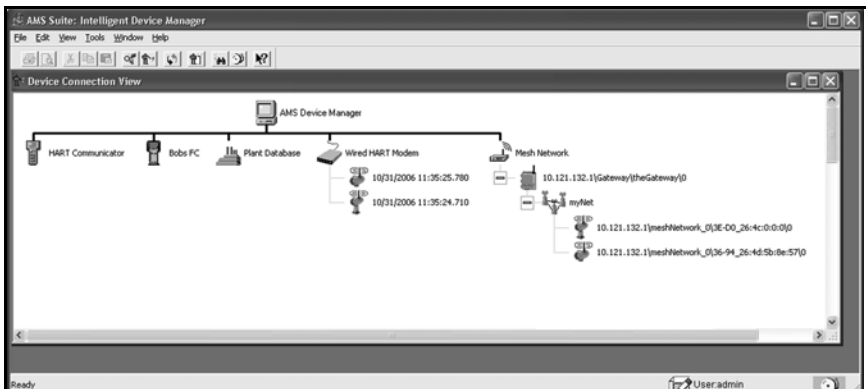 AMS Suite: Intelligent Device Manager
File Edit View Tools Window Help
Device Connection View
AMS Device Manager
HART Communicator
Bobs FC
Plant Database
Wired HART Modem
Mesh Network
10/31/2006 11:35:25.780
10.121.132.1\Gateway\theGateway\0
10/31/2006 11:35:24.710
myNet
10.121.132.1\meshNetwork_0\3E-D0_26:4c:0:0:0\0
10.121.132.1\meshNetwork_0\36-94_26:4d:5b:8e:57\0
Ready
User:admin